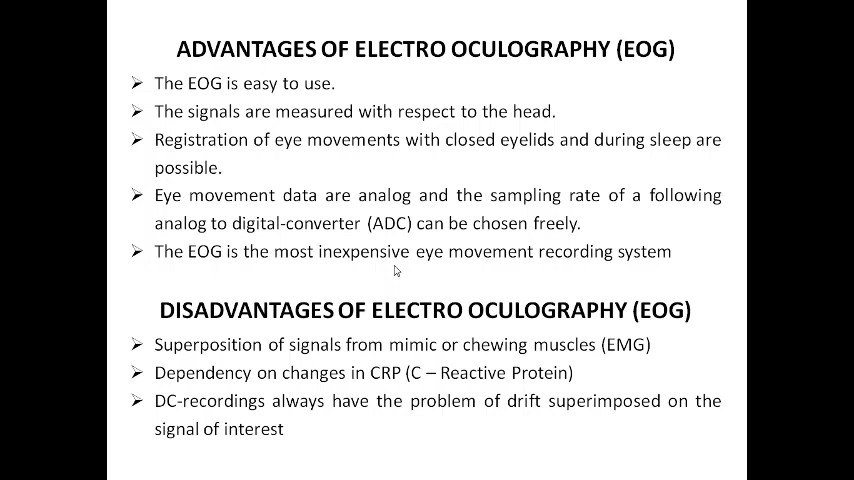 ADVANTAGES OF ELECTRO OCULOGRAPHY (EOG)
➢ The EOG is easy to use.
➢ The signals are measured with respect to the head.
➢ Registration of eye movements with closed eyelids and during sleep are
possible.
➢ Eye movement data are analog and the sampling rate of a following
analog to digital-converter (ADC) can be chosen freely.
➢ The EOG is the most inexpensive eye movement recording system
DISADVANTAGES OF ELECTRO OCULOGRAPHY (EOG)
➢ Superposition of signals from mimic or chewing muscles (EMG)
➢ Dependency on changes in CRP (C – Reactive Protein)
➢ DC-recordings always have the problem of drift superimposed on the
signal of interest